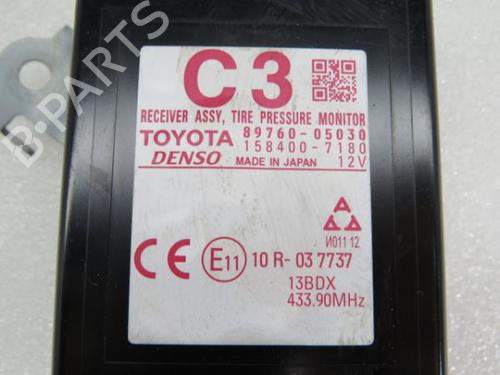 C3
RECEIVER ASSY, TIRE PRESSURE MONITOR
TOYOTA 89760-05030
DENSO 158400-7180
MADE IN JAPAN 12V
A
И011 12
CE E11 10 R-03 7737
13BDX
433.90MHz
B-Parts